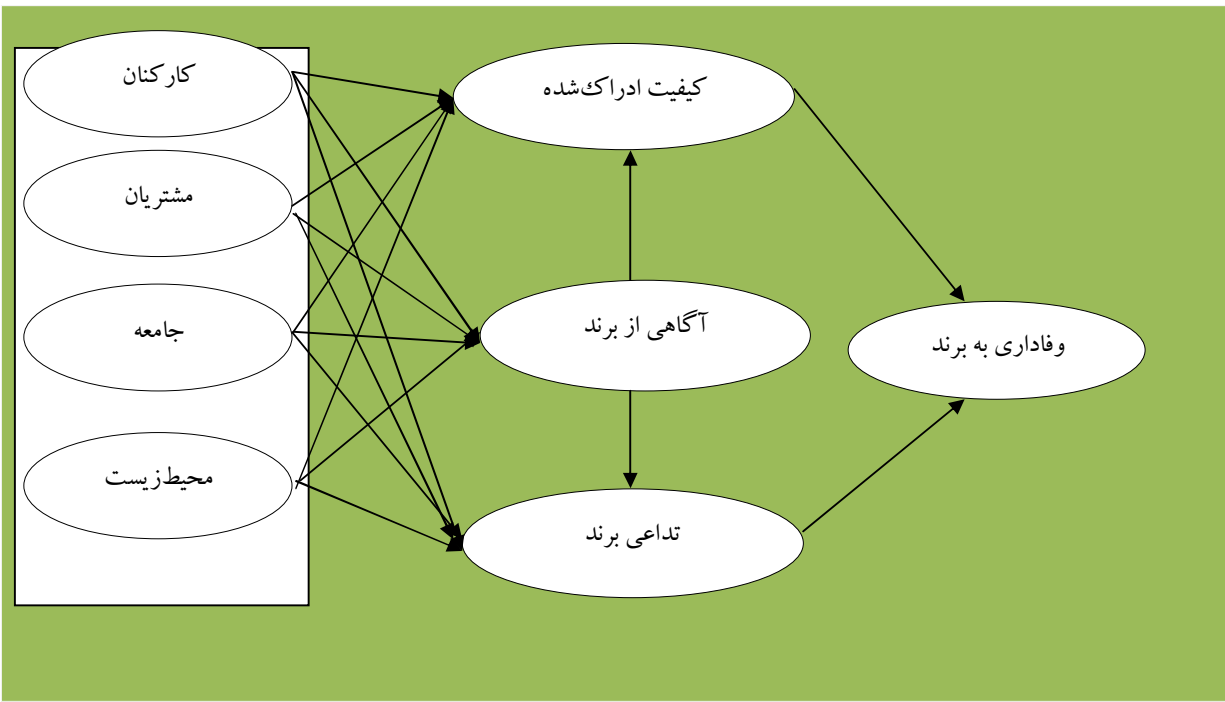 کارکنان
مشتریان
جامعه
محیط‌زیست
کیفیت ادراک‌شده
آگاهی از برند
تداعی برند
وفاداری به برند